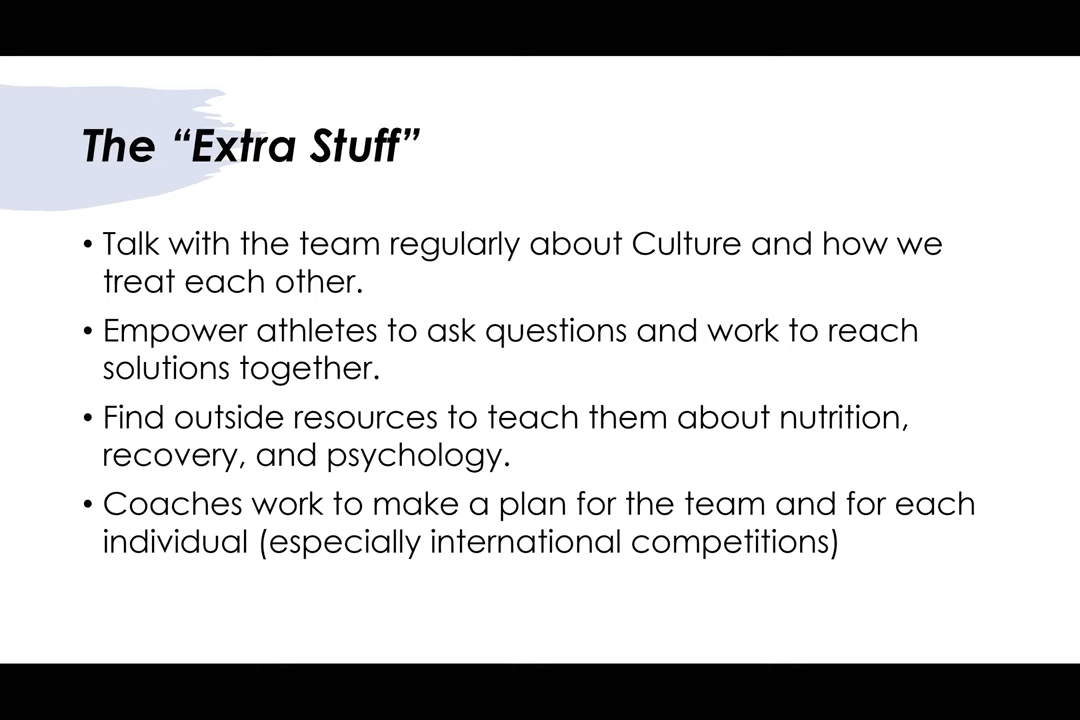 The “Extra Stuff”
• Talk with the team regularly about Culture and how we
treat each other.
• Empower athletes to ask questions and work to reach
solutions together.
• Find outside resources to teach them about nutrition,
recovery, and psychology.
• Coaches work to make a plan for the team and for each
individual (especially international competitions)